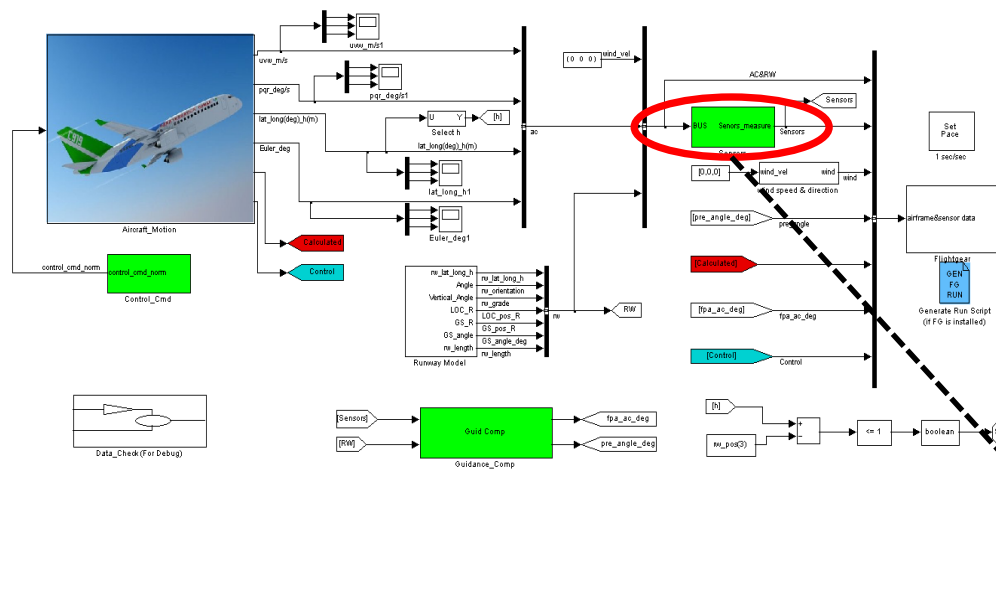 uvw_m/s1
uvw_m/s
pqr_deg/s
pqr_deg/s1
lat_long(deg)_h(m)
U Y
Select h
[h]
lat_long(deg)_h(m)
lat_long_h1
Euler_deg
Euler_deg1
C919
Aircraft_Motion
Calculated
Control
control_cmd_norm
control_cmd_norm
Control_Cmd
ac
(0 0 0)
wind_vel
AC&RW
Sensors
BUS Senors_measure
Sensors
[0,0,0]
wind_vel wind
wind
wind speed & direction
[pre_angle_deg]
pre_angle
[Calculated]
[fpa_ac_deg]
fpa_ac_deg
[Control]
Control
Set
Pace
1 sec/sec
airframe&sensor data
Flightgear
GEN
FG
RUN
Generate Run Script
(if FG is installed)
rw_lat_long_h
Angle
Vertical_Angle
LOC_R
GS_R
GS_angle
rw_length
rw_lat_long_h
rw_orientation
rw_grade
LOC_pos_R
GS_pos_R
GS_angle_deg
rw_length
Runway Model
rw
RW
Data_Check(For Debug)
[Sensors]
[RW]
Guid Comp
Guidance_Comp
fpa_ac_deg
pre_angle_deg
[h]
rw_pos(3)
+
−
<= 1
boolean